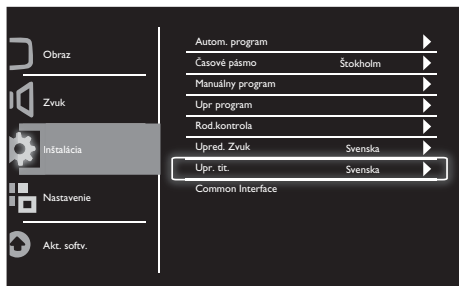 Obraz
Zvuk
Inštalácia
Nastavenie
Akt. softv.
Autom. program
Časové pásmo Štokholm
Manuálny program
Upr program
Rod.kontrola
Upred. Zvuk Svenska
Upr. tit. Svenska
Common Interface